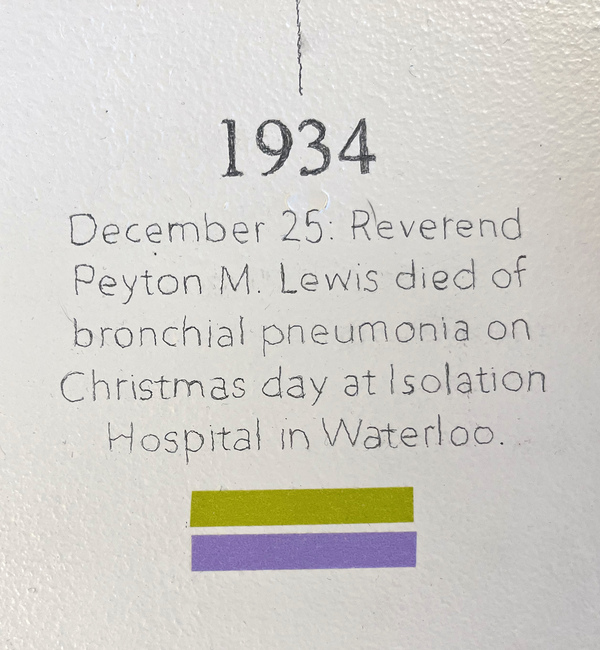 1934
December 25: Reverend
Peyton M. Lewis died of
bronchial pneumonia on
Christmas day at Isolation
Hospital in Waterloo.